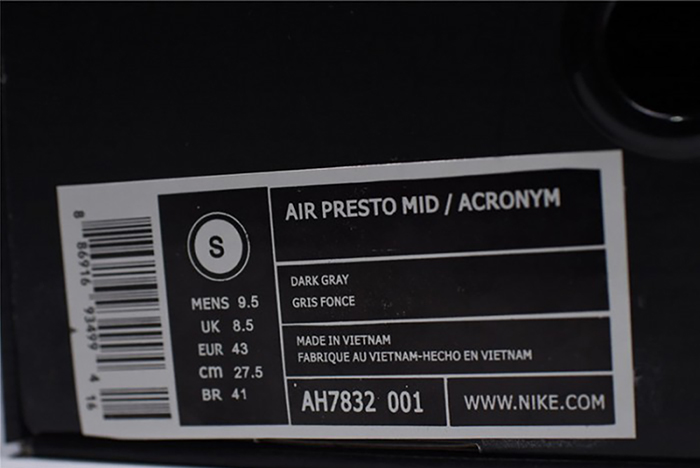 8 86916 93499 4 16
S
MENS 9.5
UK 8.5
EUR 43
cm 27.5
BR 41
AIR PRESTO MID / ACRONYM
DARK GRAY
GRIS FONCE
MADE IN VIETNAM
FABRIQUE AU VIETNAM-HECHO EN VIETNAM
AH7832 001
WWW.NIKE.COM